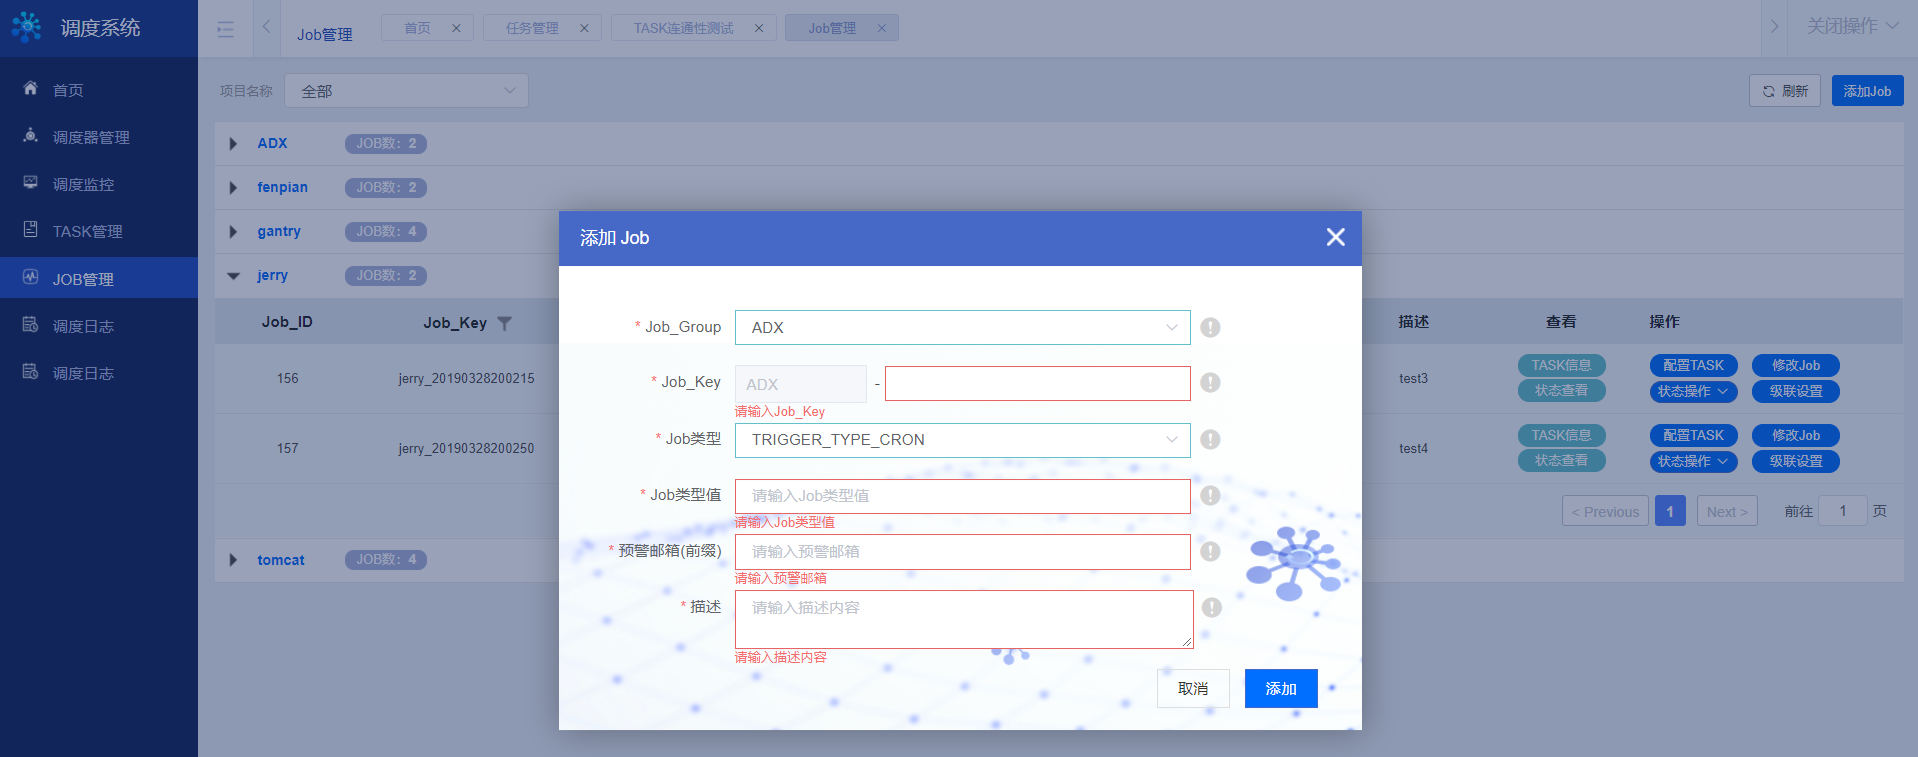 调度系统
首页
调度器管理
调度监控
TASK管理
JOB管理
调度日志
调度日志
Job管理
首页
任务管理
TASK连通性测试
Job管理
关闭操作
项目名称 全部
刷新 添加Job
ADX JOB数：2
fenpian JOB数：2
gantry JOB数：4
jerry JOB数：2
Job_ID Job_Key 描述 查看 操作
156 jerry_20190328200215 test3 TASK信息 配置TASK 修改Job
状态查看 状态操作 级联设置
157 jerry_20190328200250 test4 TASK信息 配置TASK 修改Job
状态查看 状态操作 级联设置
< Previous 1 Next > 前往 1 页
tomcat JOB数：4
添加 Job
* Job_Group ADX
* Job_Key ADX -
请输入Job_Key
* Job类型 TRIGGER_TYPE_CRON
* Job类型值 请输入Job类型值
请输入Job类型值
* 预警邮箱(前缀) 请输入预警邮箱
请输入预警邮箱
* 描述 请输入描述内容
请输入描述内容
取消 添加